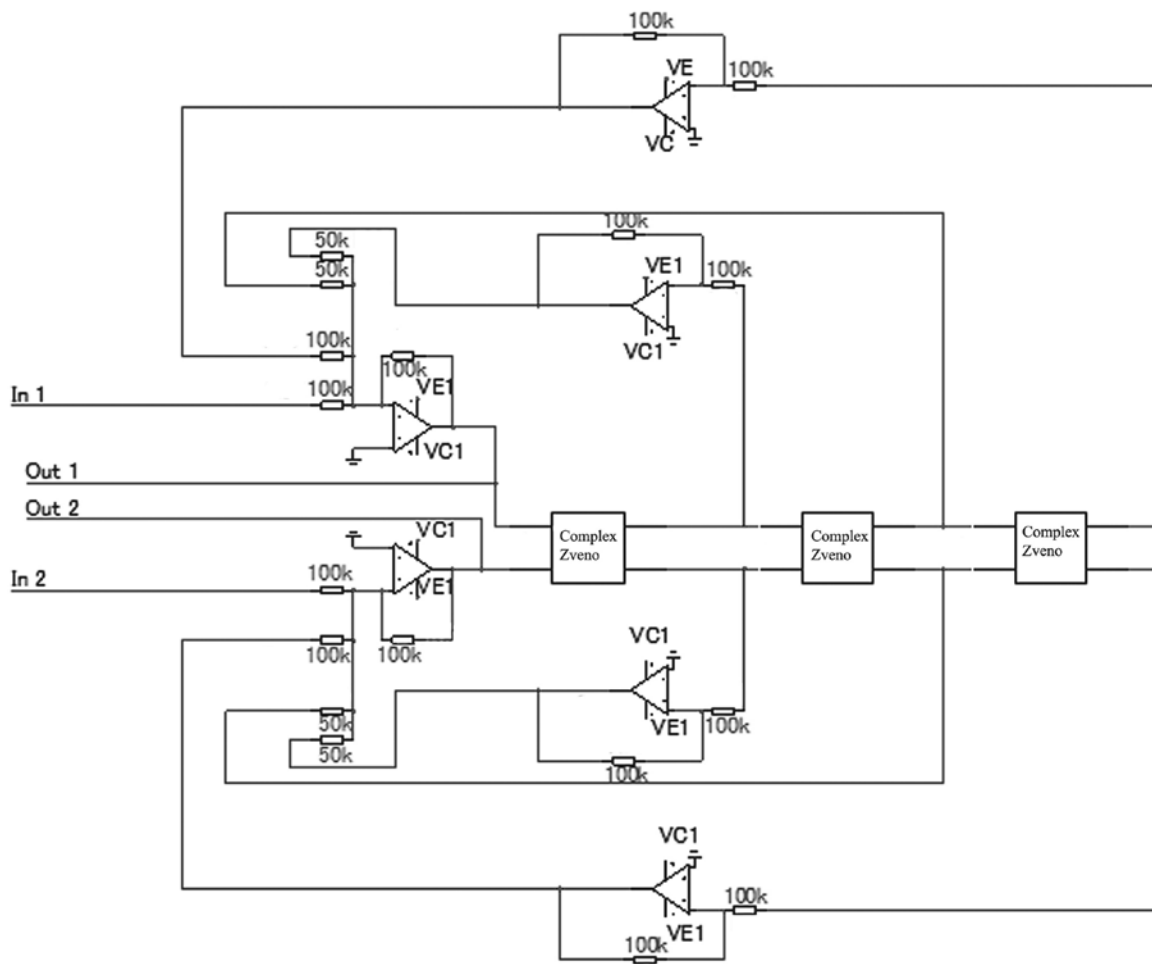 100k
VE
100k
VC
100k
50k
VE1
100k
50k
VC1
100k
100k
In 1
100k
VE1
VC1
Out 1
Out 2
Complex
Zveno
Complex
Zveno
Complex
Zveno
VC1
In 2
100k
VE1
100k
100k
VC1
50k
VE1
100k
50k
100k
VC1
100k
VE1
100k